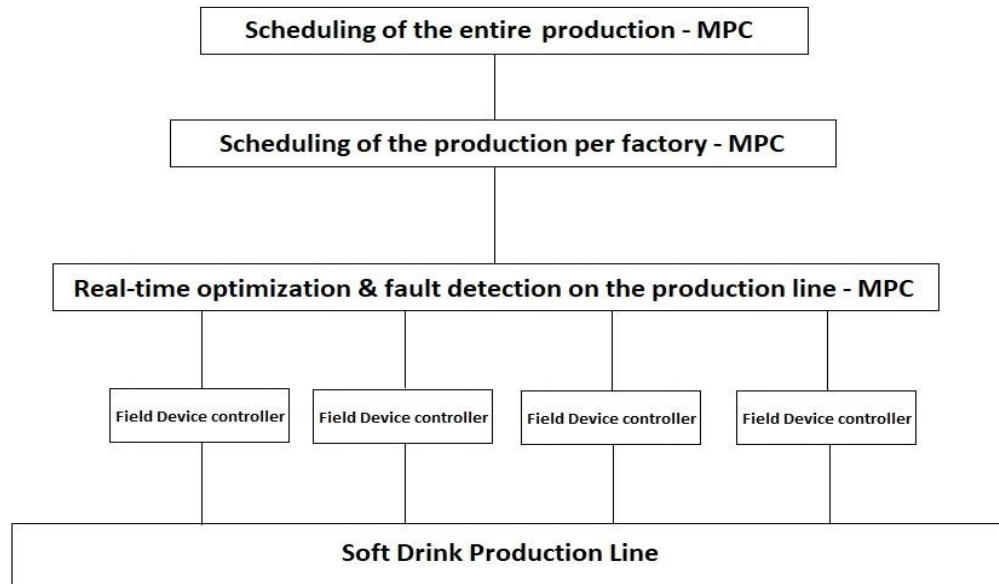 Scheduling of the entire production - MPC
Scheduling of the production per factory - MPC
Real-time optimization & fault detection on the production line - MPC
Field Device controller
Field Device controller
Field Device controller
Field Device controller
Soft Drink Production Line